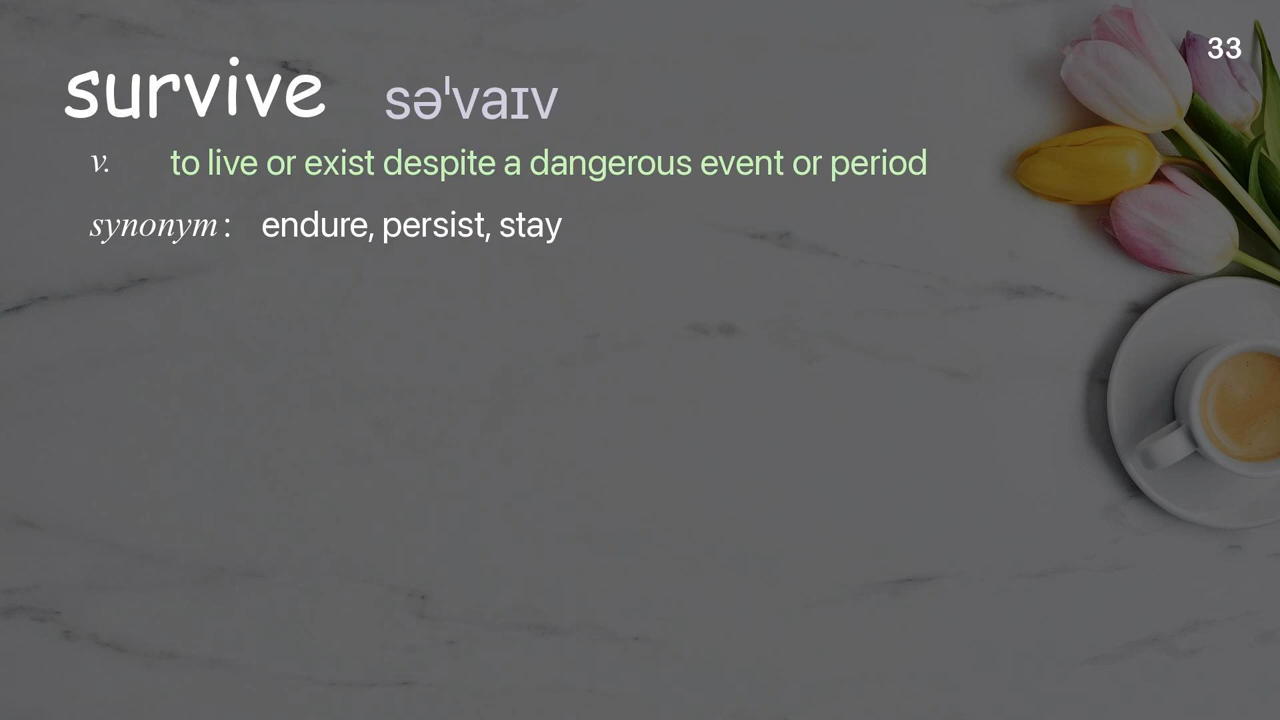 33
survive səˈvaɪv
v. to live or exist despite a dangerous event or period
synonym : endure, persist, stay